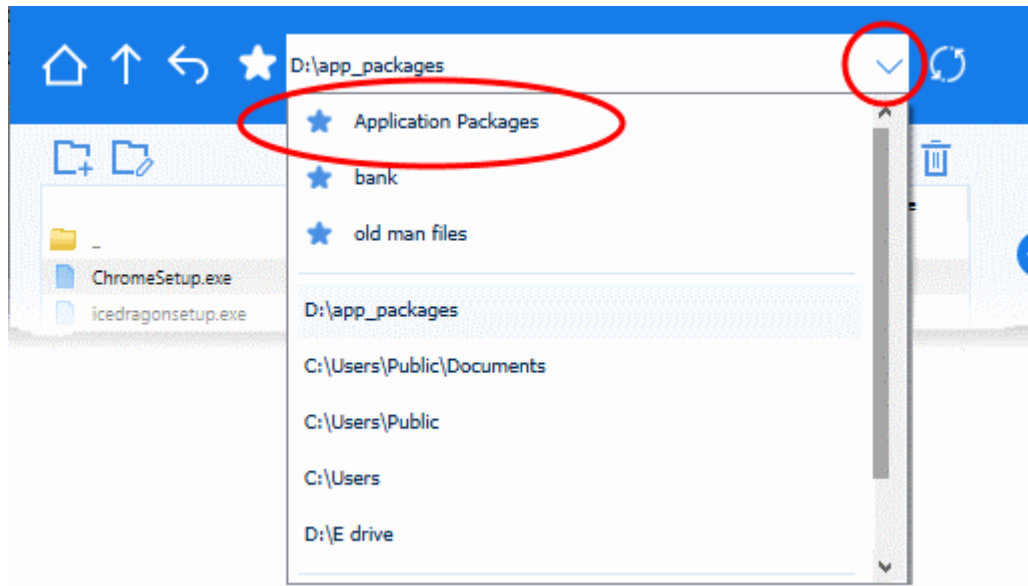 D:\app_packages
Application Packages
bank
old man files
_
ChromeSetup.exe
icedragonsetup.exe
D:\app_packages
C:\Users\Public\Documents
C:\Users\Public
C:\Users
D:\E drive